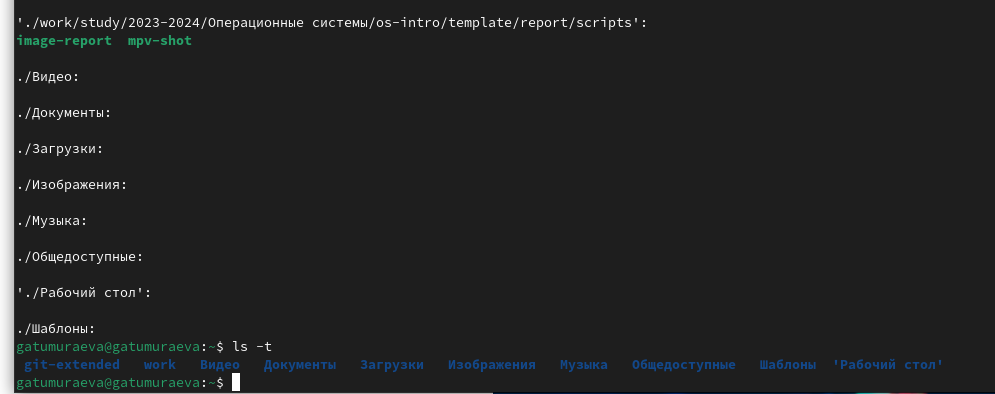 './work/study/2023-2024/Операционные системы/os-intro/template/report/scripts':
image-report  mpv-shot
./Видео:
./Документы:
./Загрузки:
./Изображения:
./Музыка:
./Общедоступные:
'./Рабочий стол':
./Шаблоны:
gatumuraeva@gatumuraeva:~$ ls -t
git-extended  work  Видео  Документы  Загрузки  Изображения  Музыка  Общедоступные  Шаблоны  'Рабочий стол'
gatumuraeva@gatumuraeva:~$